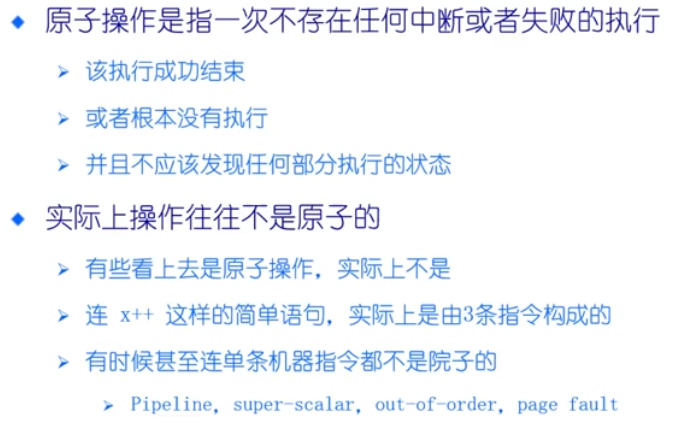 原子操作是指一次不存在任何中断或者失败的执行
该执行成功结束
或者根本没有执行
并且不应该发现任何部分执行的状态
实际上操作往往不是原子的
有些看上去是原子操作，实际上不是
连 x++ 这样的简单语句，实际上是由3条指令构成的
有时候甚至连单条机器指令都不是院子的
Pipeline, super-scalar, out-of-order, page fault